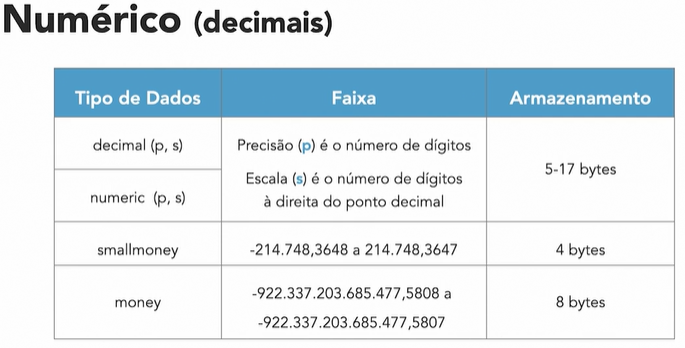 Numérico (decimais)
Tipo de Dados Faixa Armazenamento
decimal (p, s)
numeric (p, s)
Precisão (p) é o número de dígitos
Escala (s) é o número de dígitos
à direita do ponto decimal
5-17 bytes
smallmoney -214.748,3648 a 214.748,3647 4 bytes
money
-922.337.203.685.477,5808 a
-922.337.203.685.477,5807
8 bytes